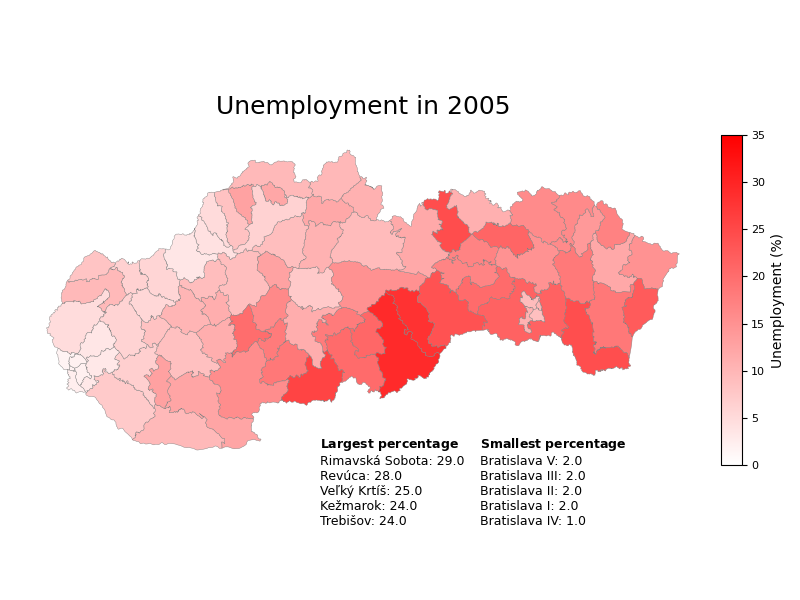 Unemployment in 2005
35
30
25
20
15
10
5
0
Unemployment (%)
Largest percentage
Rimavská Sobota: 29.0
Revúca: 28.0
Veľký Krtíš: 25.0
Kežmarok: 24.0
Trebišov: 24.0
Smallest percentage
Bratislava V: 2.0
Bratislava III: 2.0
Bratislava II: 2.0
Bratislava I: 2.0
Bratislava IV: 1.0